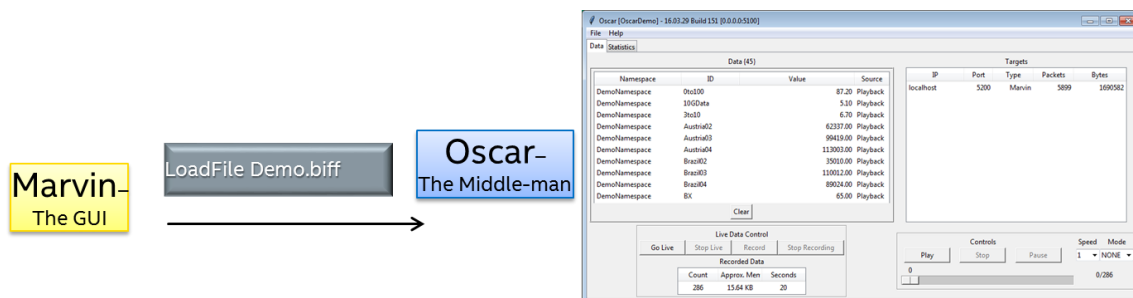 Marvin–
The GUI
LoadFile Demo.biff
Oscar–
The Middle-man
Oscar [OscarDemo] - 16.03.29 Build 151 [0.0.0.0:5100]
File Help
Data Statistics
Data (45)
Namespace ID Value Source
DemoNamespace 0to100 87.20 Playback
DemoNamespace 10GData 5.10 Playback
DemoNamespace 3to10 6.70 Playback
DemoNamespace Austria02 62337.00 Playback
DemoNamespace Austria03 99419.00 Playback
DemoNamespace Austria04 113003.00 Playback
DemoNamespace Brazil02 35010.00 Playback
DemoNamespace Brazil03 110012.00 Playback
DemoNamespace Brazil04 89024.00 Playback
DemoNamespace BX 65.00 Playback
Clear
Targets
IP Port Type Packets Bytes
localhost 5200 Marvin 5899 1690582
Live Data Control
Go Live Stop Live Record Stop Recording
Recorded Data
Count Approx. Men Seconds
286 15.64 KB 20
Controls Speed Mode
Play Stop Pause 1 NONE
0
0/286